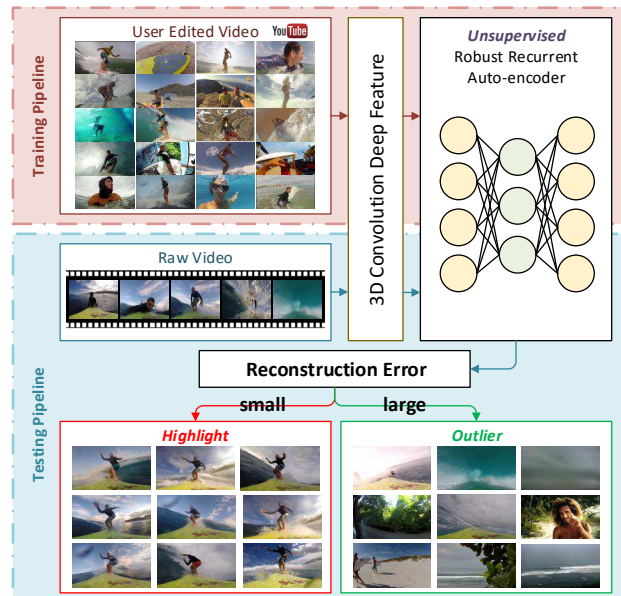 Training Pipeline
User Edited Video
YouTube
3D Convolution Deep Feature
Unsupervised
Robust Recurrent
Auto-encoder
Testing Pipeline
Raw Video
Reconstruction Error
small
large
Highlight
Outlier